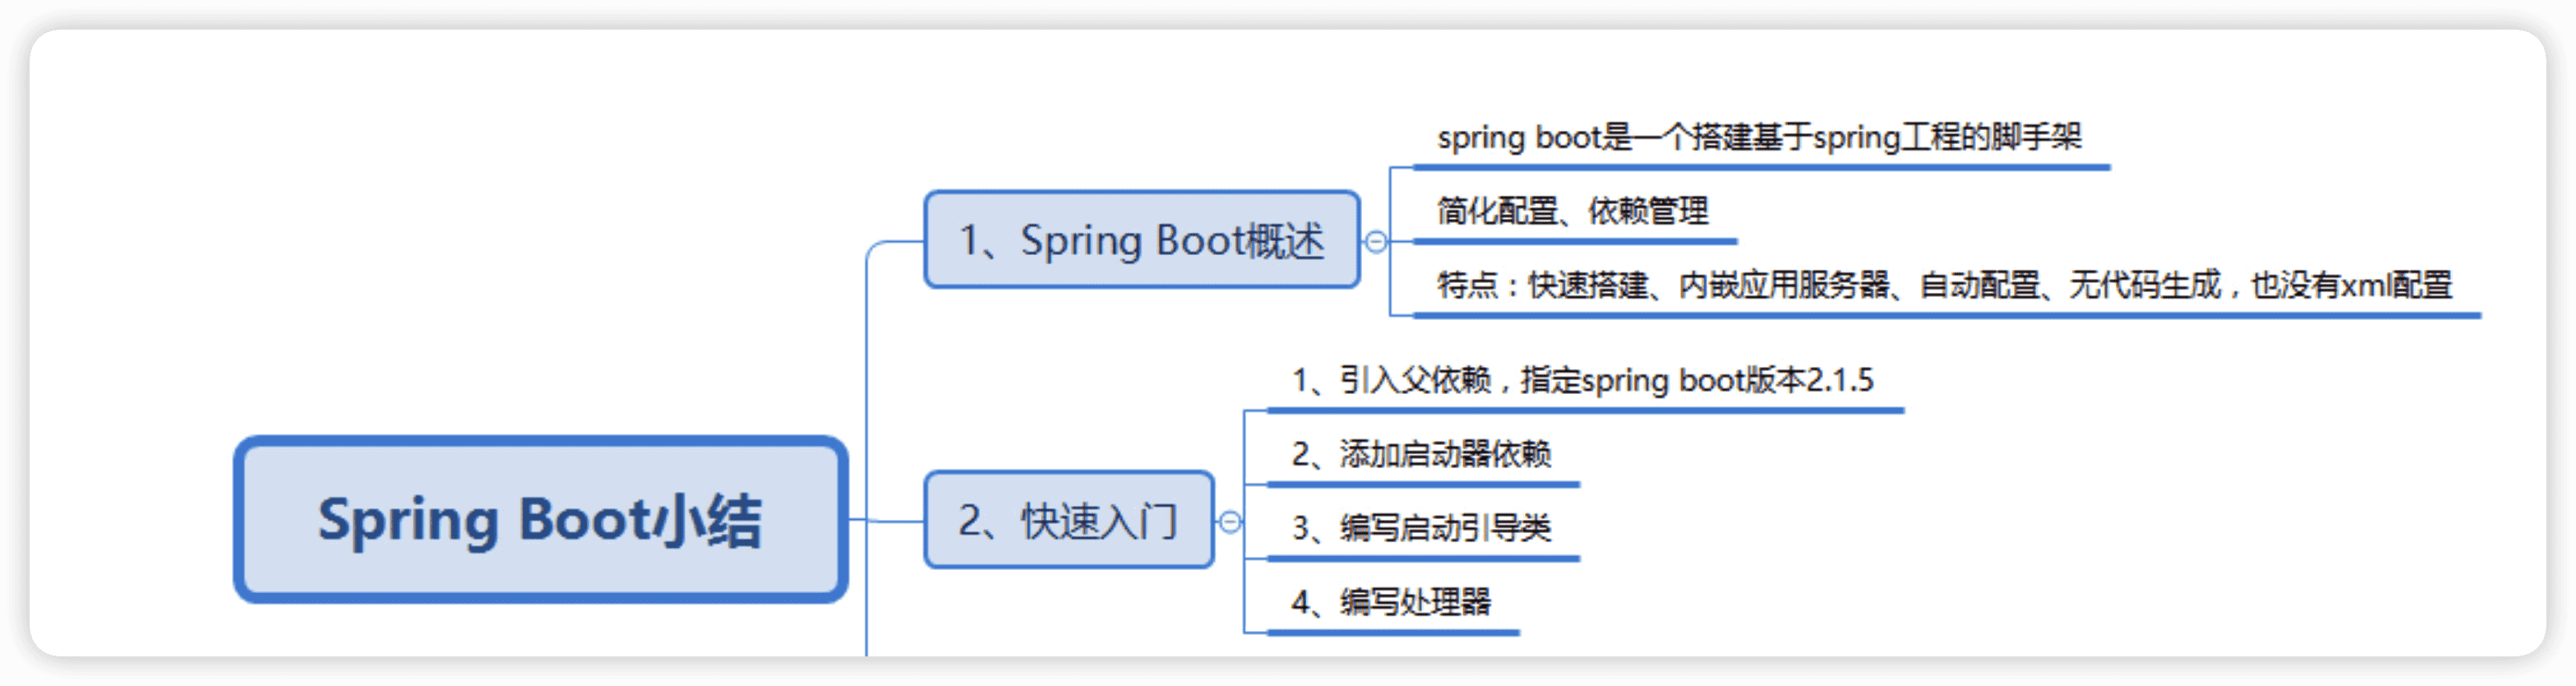 spring boot是一个搭建基于spring工程的脚手架
简化配置、依赖管理
1、Spring Boot概述
特点：快速搭建、内嵌应用服务器、自动配置、无代码生成，也没有xml配置
1、引入父依赖，指定spring boot版本2.1.5
2、添加启动器依赖
Spring Boot小结
2、快速入门
3、编写启动引导类
4、编写处理器